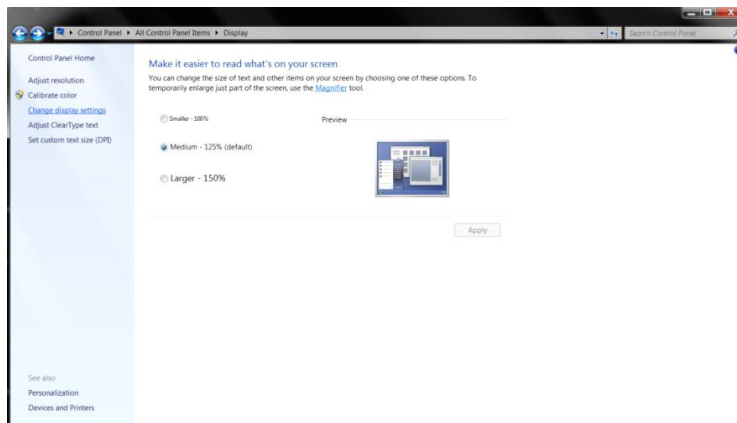 Control Panel ▸ All Control Panel Items ▸ Display
Search Control Panel
Control Panel Home
Adjust resolution
Calibrate color
Change display settings
Adjust ClearType text
Set custom text size (DPI)
See also
Personalization
Devices and Printers
Make it easier to read what's on your screen
You can change the size of text and other items on your screen by choosing one of these options. To
temporarily enlarge just part of the screen, use the Magnifier tool.
Smaller - 100%
Preview
Medium - 125% (default)
Larger - 150%
Apply